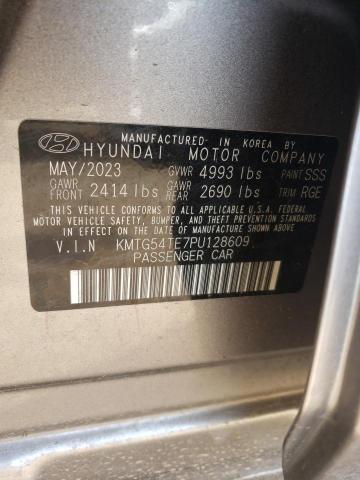 MANUFACTURED IN KOREA BY
HYUNDAI MOTOR COMPANY
MAY/2023 GVWR 4993 lbs PAINT SSS
GAWR FRONT 2414 lbs GAWR REAR 2690 lbs TRIM RGE
THIS VEHICLE CONFORMS TO ALL APPLICABLE U.S.A. FEDERAL
MOTOR VEHICLE SAFETY, BUMPER, AND THEFT PREVENTION STANDARDS
IN EFFECT ON THE DATE OF MANUFACTURE SHOWN ABOVE.
V.I.N KMTG54TE7PU128609
PASSENGER CAR